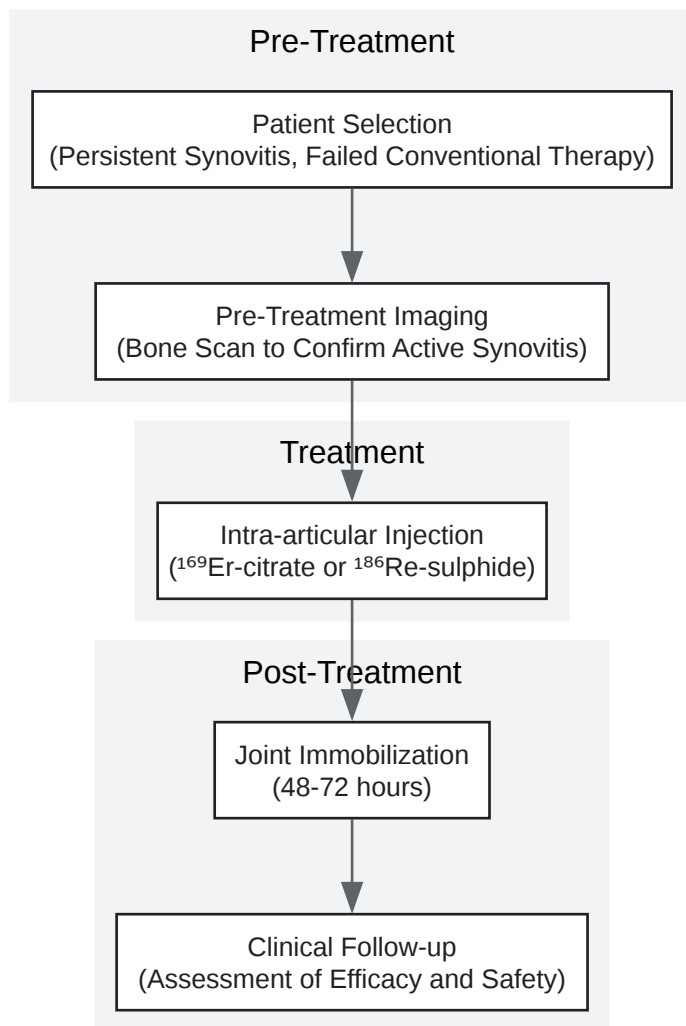 Pre-Treatment
Patient Selection
(Persistent Synovitis, Failed Conventional Therapy)
Pre-Treatment Imaging
(Bone Scan to Confirm Active Synovitis)
Treatment
Intra-articular Injection
(¹⁶⁹Er-citrate or ¹⁸⁶Re-sulphide)
Post-Treatment
Joint Immobilization
(48-72 hours)
Clinical Follow-up
(Assessment of Efficacy and Safety)